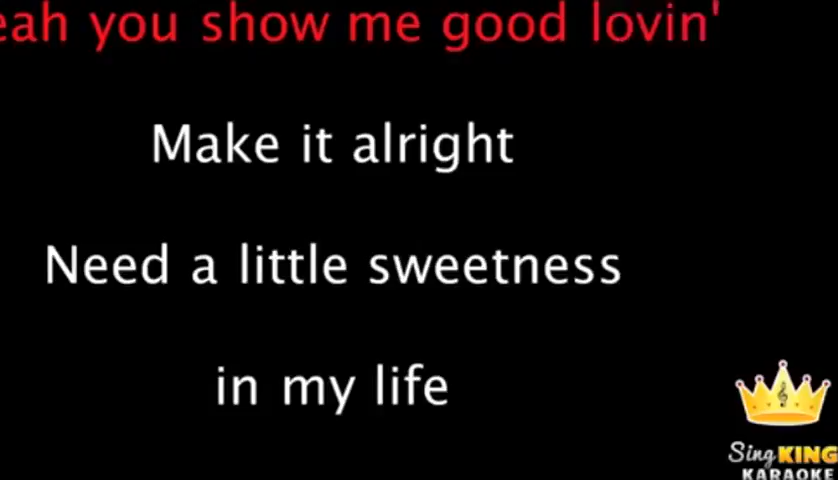 eah you show me good lovin'
Make it alright
Need a little sweetness
in my life
Sing KING
KARAOKE